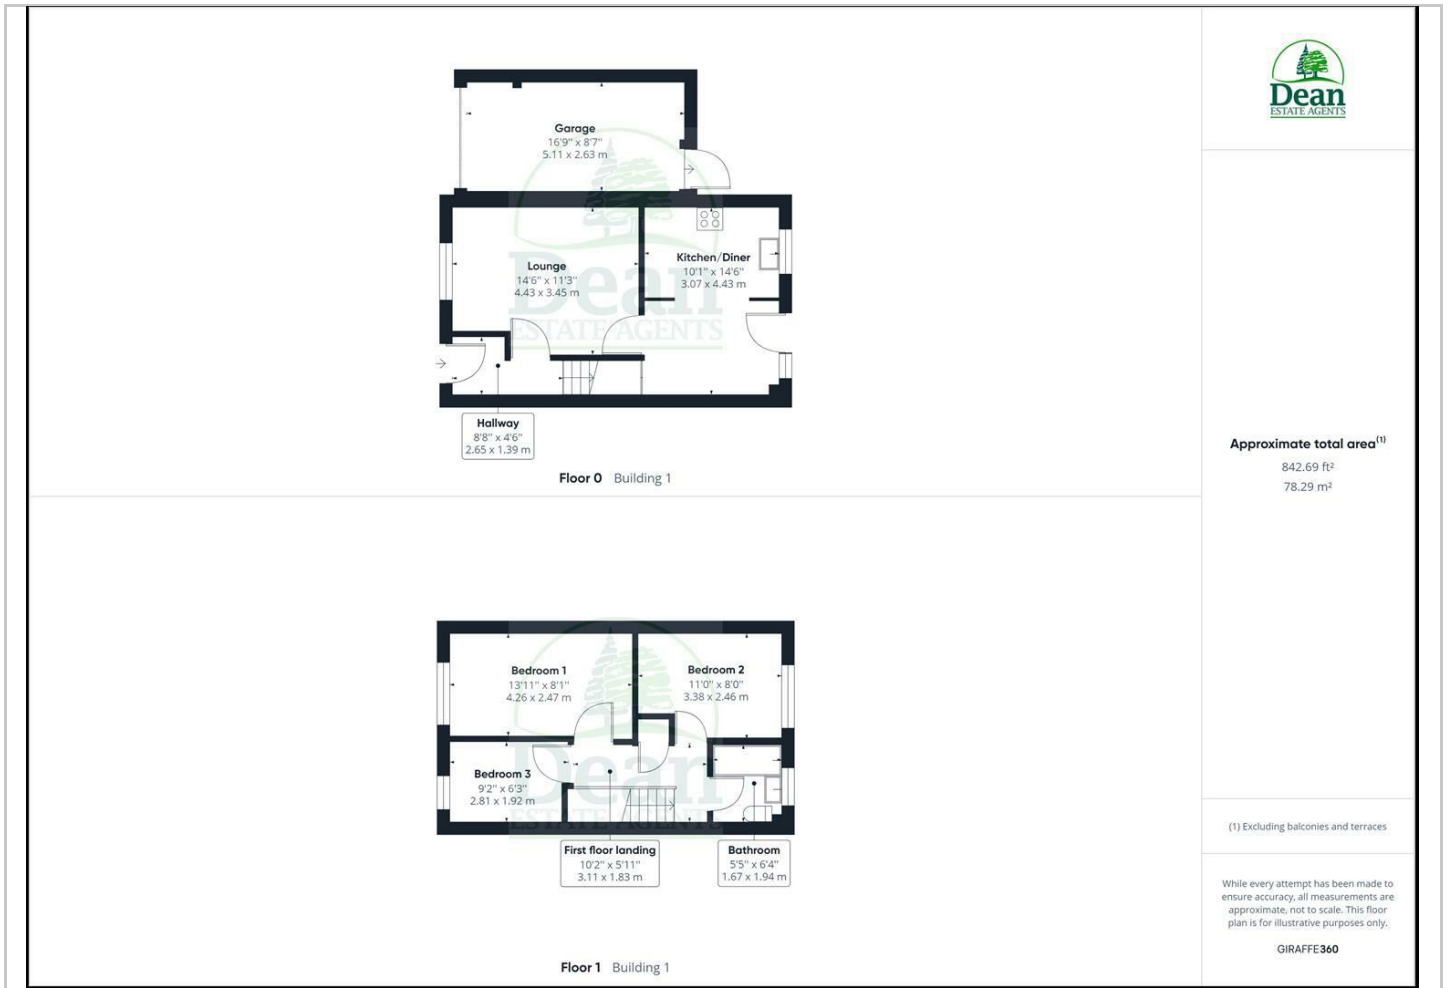 Dean
ESTATE AGENTS
Garage
16'9" x 8'7"
5.11 x 2.63 m
Lounge
14'6" x 11'3"
4.43 x 3.45 m
Kitchen/Diner
10'1" x 14'6"
3.07 x 4.43 m
Dean
ESTATE AGENTS
Hallway
8'8" x 4'6"
2.65 x 1.39 m
Floor 0 Building 1
Approximate total area(1)
842.69 ft²
78.29 m²
Bedroom 1
13'11" x 8'1"
4.26 x 2.47 m
Bedroom 2
11'0" x 8'0"
3.38 x 2.46 m
Bedroom 3
9'2" x 6'3"
2.81 x 1.92 m
Dean
ESTATE AGENTS
First floor landing
10'2" x 5'11"
3.11 x 1.83 m
Bathroom
5'5" x 6'4"
1.67 x 1.94 m
Floor 1 Building 1
(1) Excluding balconies and terraces
While every attempt has been made to
ensure accuracy, all measurements are
approximate, not to scale. This floor
plan is for illustrative purposes only.
GIRAFFE360